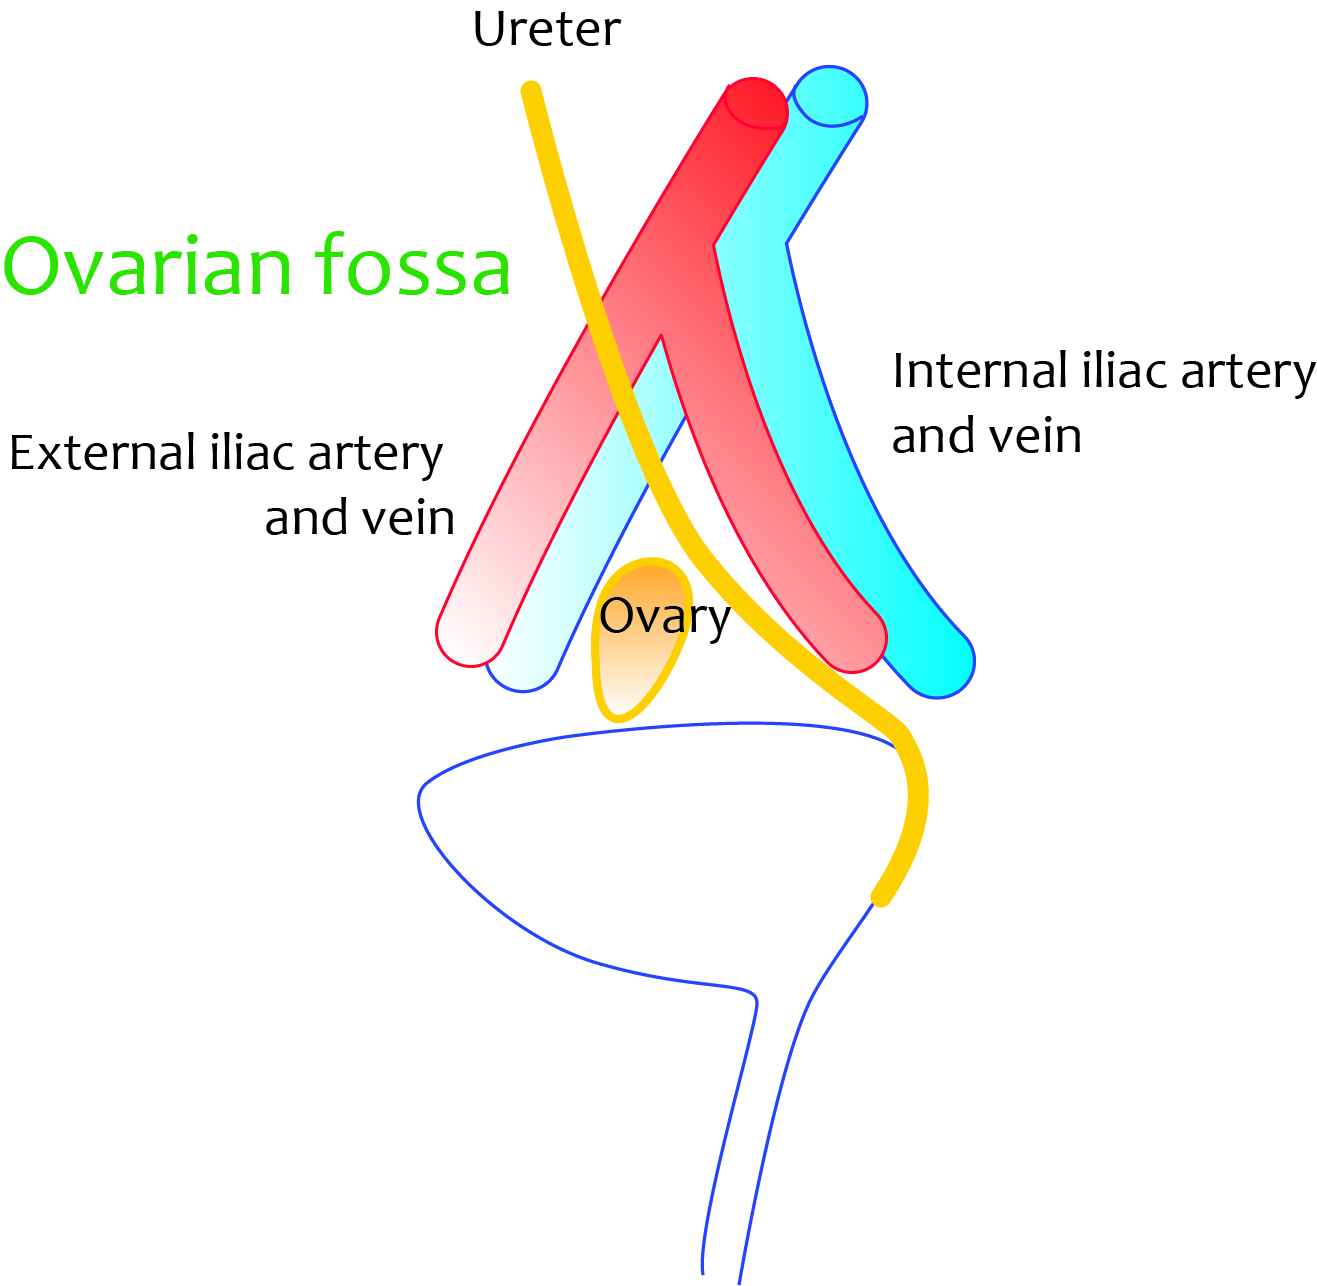 Ureter
Ovarian fossa
Internal iliac artery
and vein
External iliac artery
and vein
Ovary